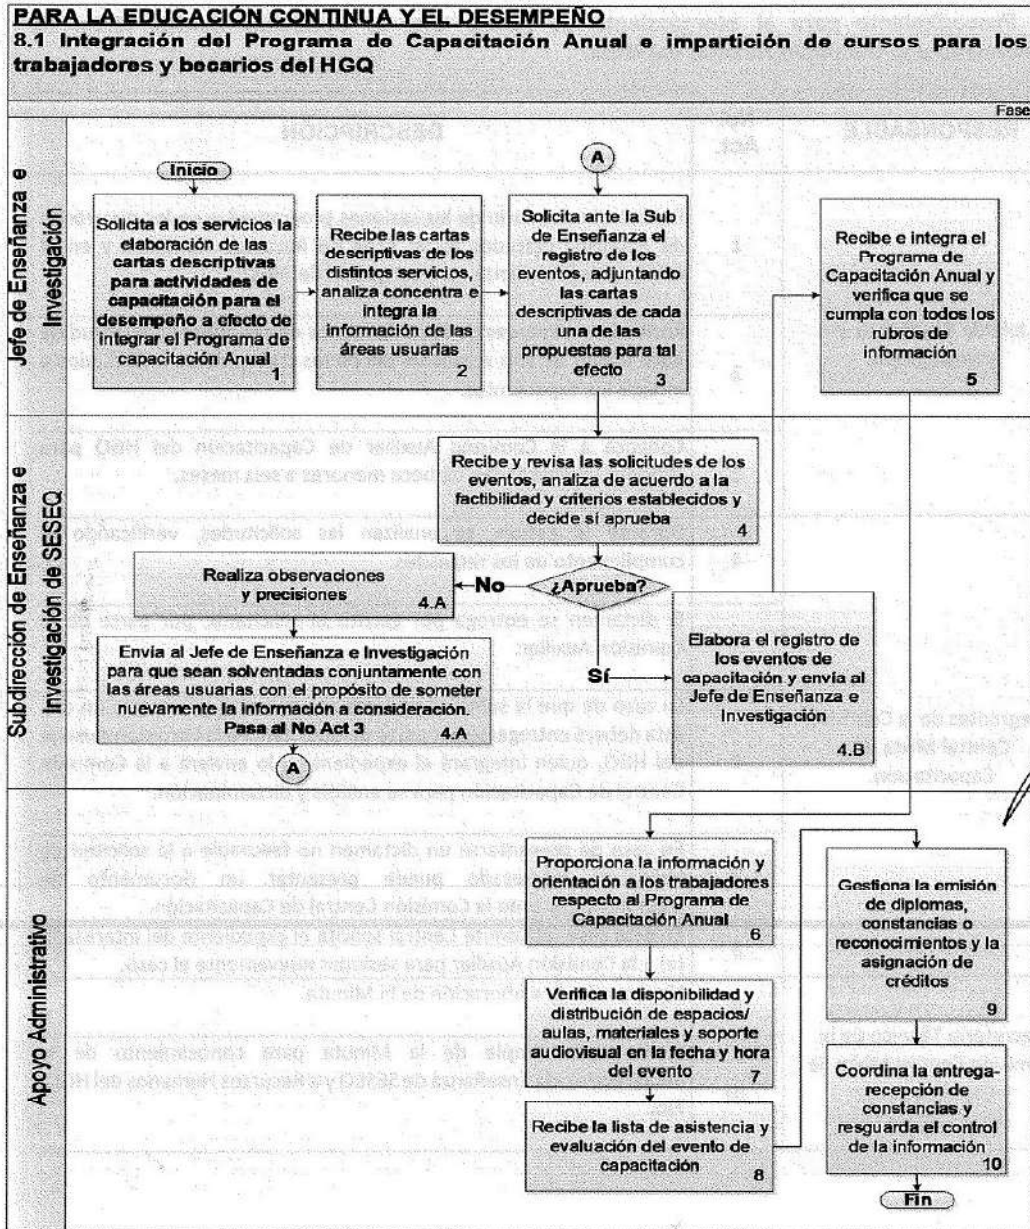 PARA LA EDUCACIÓN CONTINUA Y EL DESEMPEÑO
8.1 Integración del Programa de Capacitación Anual e impartición de cursos para los
trabajadores y becarios del HGQ
Fase
Jefe de Enseñanza e
Investigación
Inicio
Solicita a los servicios la
elaboración de las
cartas descriptivas
para actividades de
capacitación para el
desempeño a efecto de
integrar el Programa de
capacitación Anual
1
Recibe las cartas
descriptivas de los
distintos servicios,
analiza concentra e
integra la
información de las
áreas usuarias
2
A
Solicita ante la Sub
de Enseñanza el
registro de los
eventos, adjuntando
las cartas
descriptivas de cada
una de las
propuestas para tal
efecto
3
Recibe e integra el
Programa de
Capacitación Anual y
verifica que se
cumpla con todos los
rubros de
información
5
Subdirección de Enseñanza e
Investigación de SESEQ
Recibe y revisa las solicitudes de los
eventos, analiza de acuerdo a la
factibilidad y criterios establecidos y
decide sí aprueba
4
¿Aprueba?
No
Realiza observaciones
y precisiones
4.A
Envía al Jefe de Enseñanza e Investigación
para que sean solventadas conjuntamente con
las áreas usuarias con el propósito de someter
nuevamente la información a consideración.
Pasa al No Act 3
4.A
A
Sí
Elabora el registro de
los eventos de
capacitación y envía al
Jefe de Enseñanza e
Investigación
4.B
Apoyo Administrativo
Proporciona la información y
orientación a los trabajadores
respecto al Programa de
Capacitación Anual
6
Verifica la disponibilidad y
distribución de espacios/
aulas, materiales y soporte
audiovisual en la fecha y hora
del evento
7
Recibe la lista de asistencia y
evaluación del evento de
capacitación
8
Gestiona la emisión
de diplomas,
constancias o
reconocimientos y la
asignación de
créditos
9
Coordina la entrega-
recepción de
constancias y
resguarda el control
de la información
10
Fin